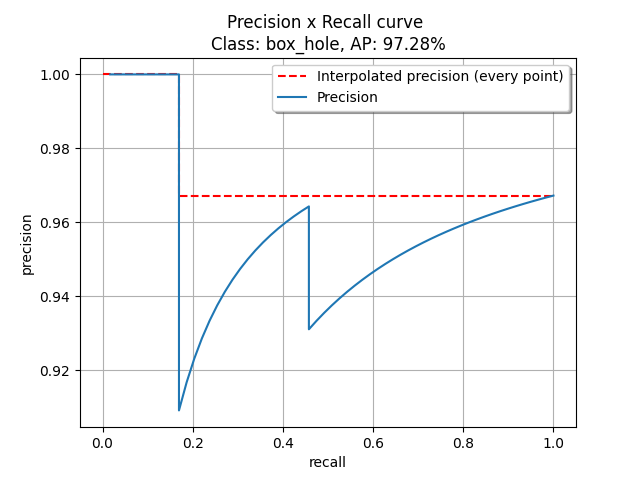 Precision x Recall curve
Class: box_hole, AP: 97.28%
Interpolated precision (every point)
Precision
1.00
0.98
0.96
0.94
0.92
precision
0.0 0.2 0.4 0.6 0.8 1.0
recall